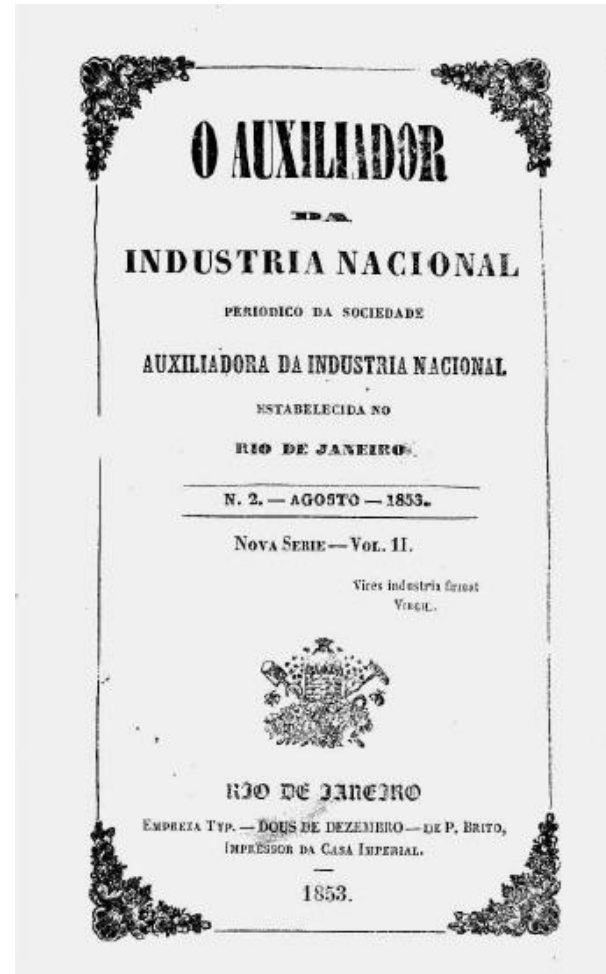 O AUXILIADOR
DA
INDUSTRIA NACIONAL
PERIODICO DA SOCIEDADE
AUXILIADORA DA INDUSTRIA NACIONAL
ESTABELECIDA NO
RIO DE JANEIRO.
N. 2. — AGOSTO — 1853.
NOVA SERIE — VOL. II.
Vires industria firmat
VIRGIL.
RIO DE JANEIRO
EMPREZA TYP. — DOUS DE DEZEMBRO — DE P. BRITO,
IMPRESSOR DA CASA IMPERIAL.
1853.